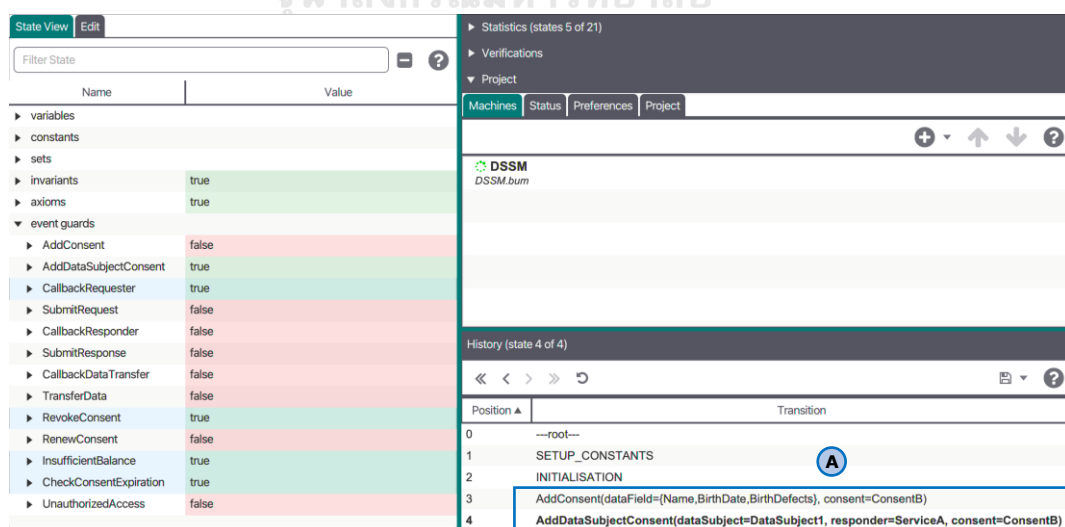 State View Edit
Filter State
Name Value
variables
constants
sets
invariants true
axioms true
event guards
AddConsent false
AddDataSubjectConsent true
CallbackRequester true
SubmitRequest false
CallbackResponder false
SubmitResponse false
CallbackDataTransfer false
TransferData false
RevokeConsent true
RenewConsent false
InsufficientBalance true
CheckConsentExpiration true
UnauthorizedAccess false
Statistics (states 5 of 21)
Verifications
Project
Machines Status Preferences Project
DSSM
DSSM.bum
History (state 4 of 4)
Position Transition
0 ---root---
1 SETUP_CONSTANTS
2 INITIALISATION
A
3 AddConsent(dataField={Name,BirthDate,BirthDefects}, consent=ConsentB)
4 AddDataSubjectConsent(dataSubject=DataSubject1, responder=ServiceA, consent=ConsentB)